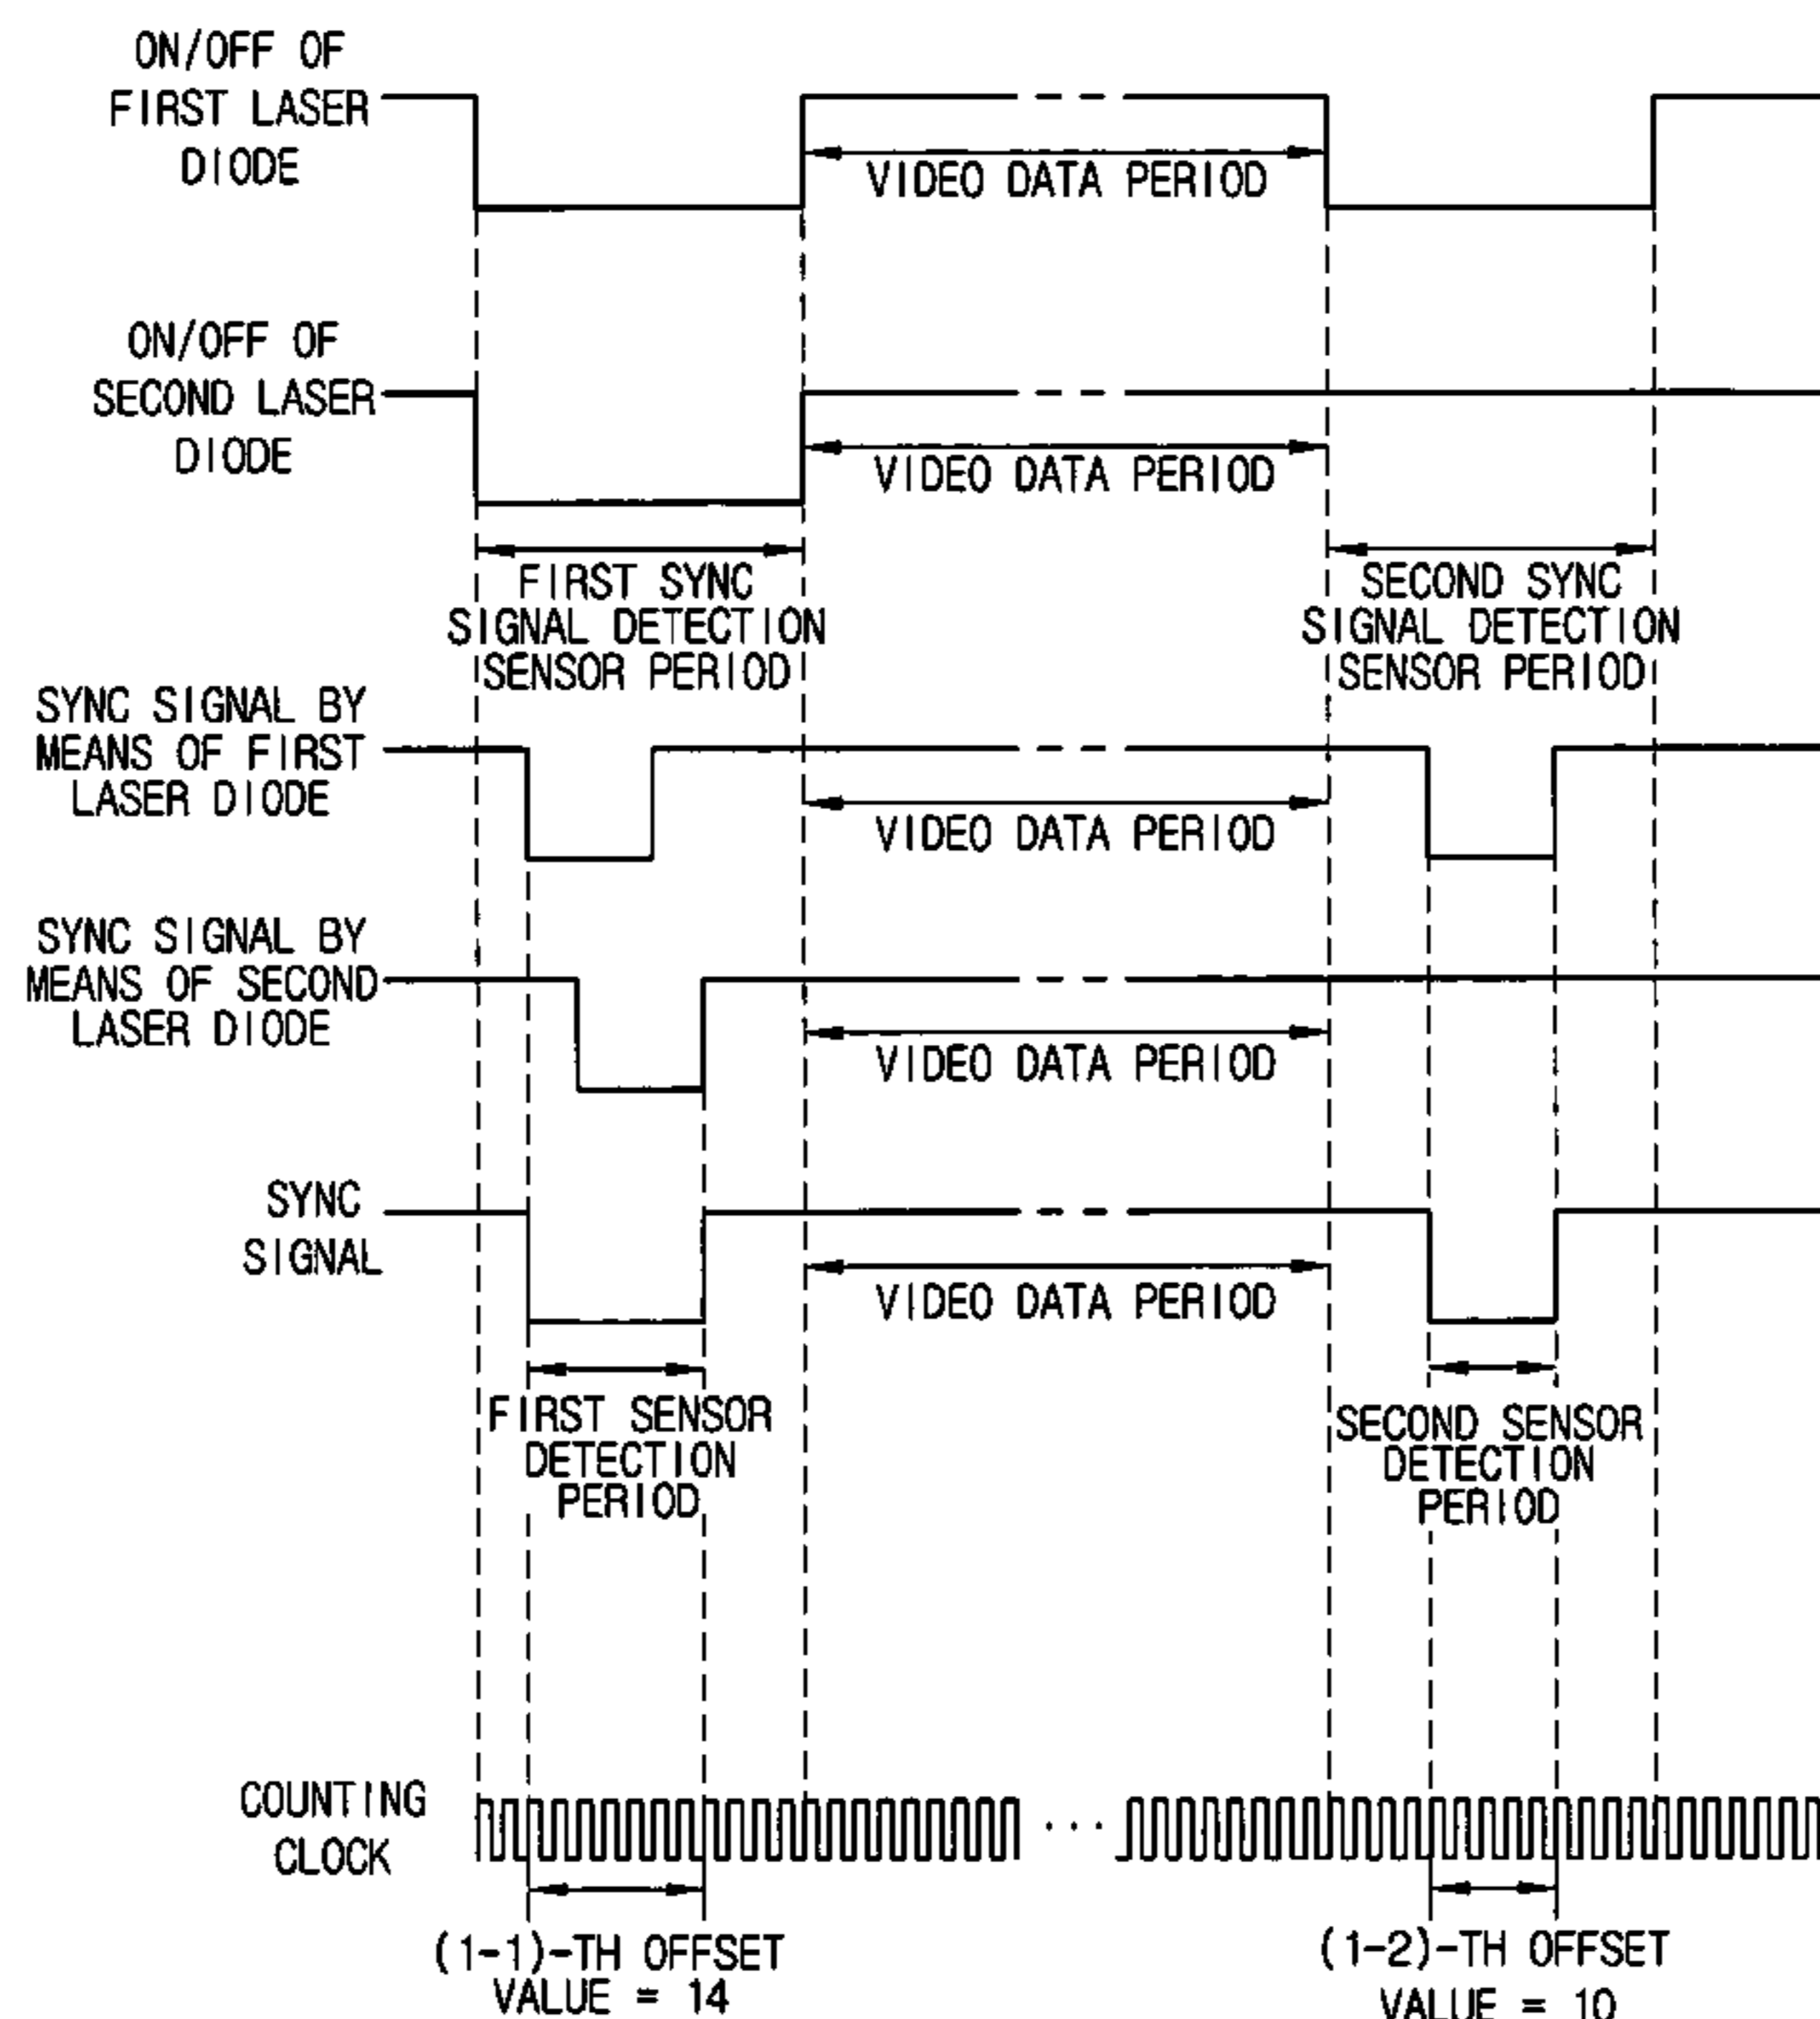 ON/OFF OF
FIRST LASER
DIODE
VIDEO DATA PERIOD
ON/OFF OF
SECOND LASER
DIODE
VIDEO DATA PERIOD
FIRST SYNC
SIGNAL DETECTION
SENSOR PERIOD
SECOND SYNC
SIGNAL DETECTION
SENSOR PERIOD
SYNC SIGNAL BY
MEANS OF FIRST
LASER DIODE
VIDEO DATA PERIOD
SYNC SIGNAL BY
MEANS OF SECOND
LASER DIODE
VIDEO DATA PERIOD
SYNC
SIGNAL
VIDEO DATA PERIOD
FIRST SENSOR
DETECTION
PERIOD
SECOND SENSOR
DETECTION
PERIOD
COUNTING
CLOCK
(1-1)-TH OFFSET
VALUE = 14
(1-2)-TH OFFSET
VALUE = 10